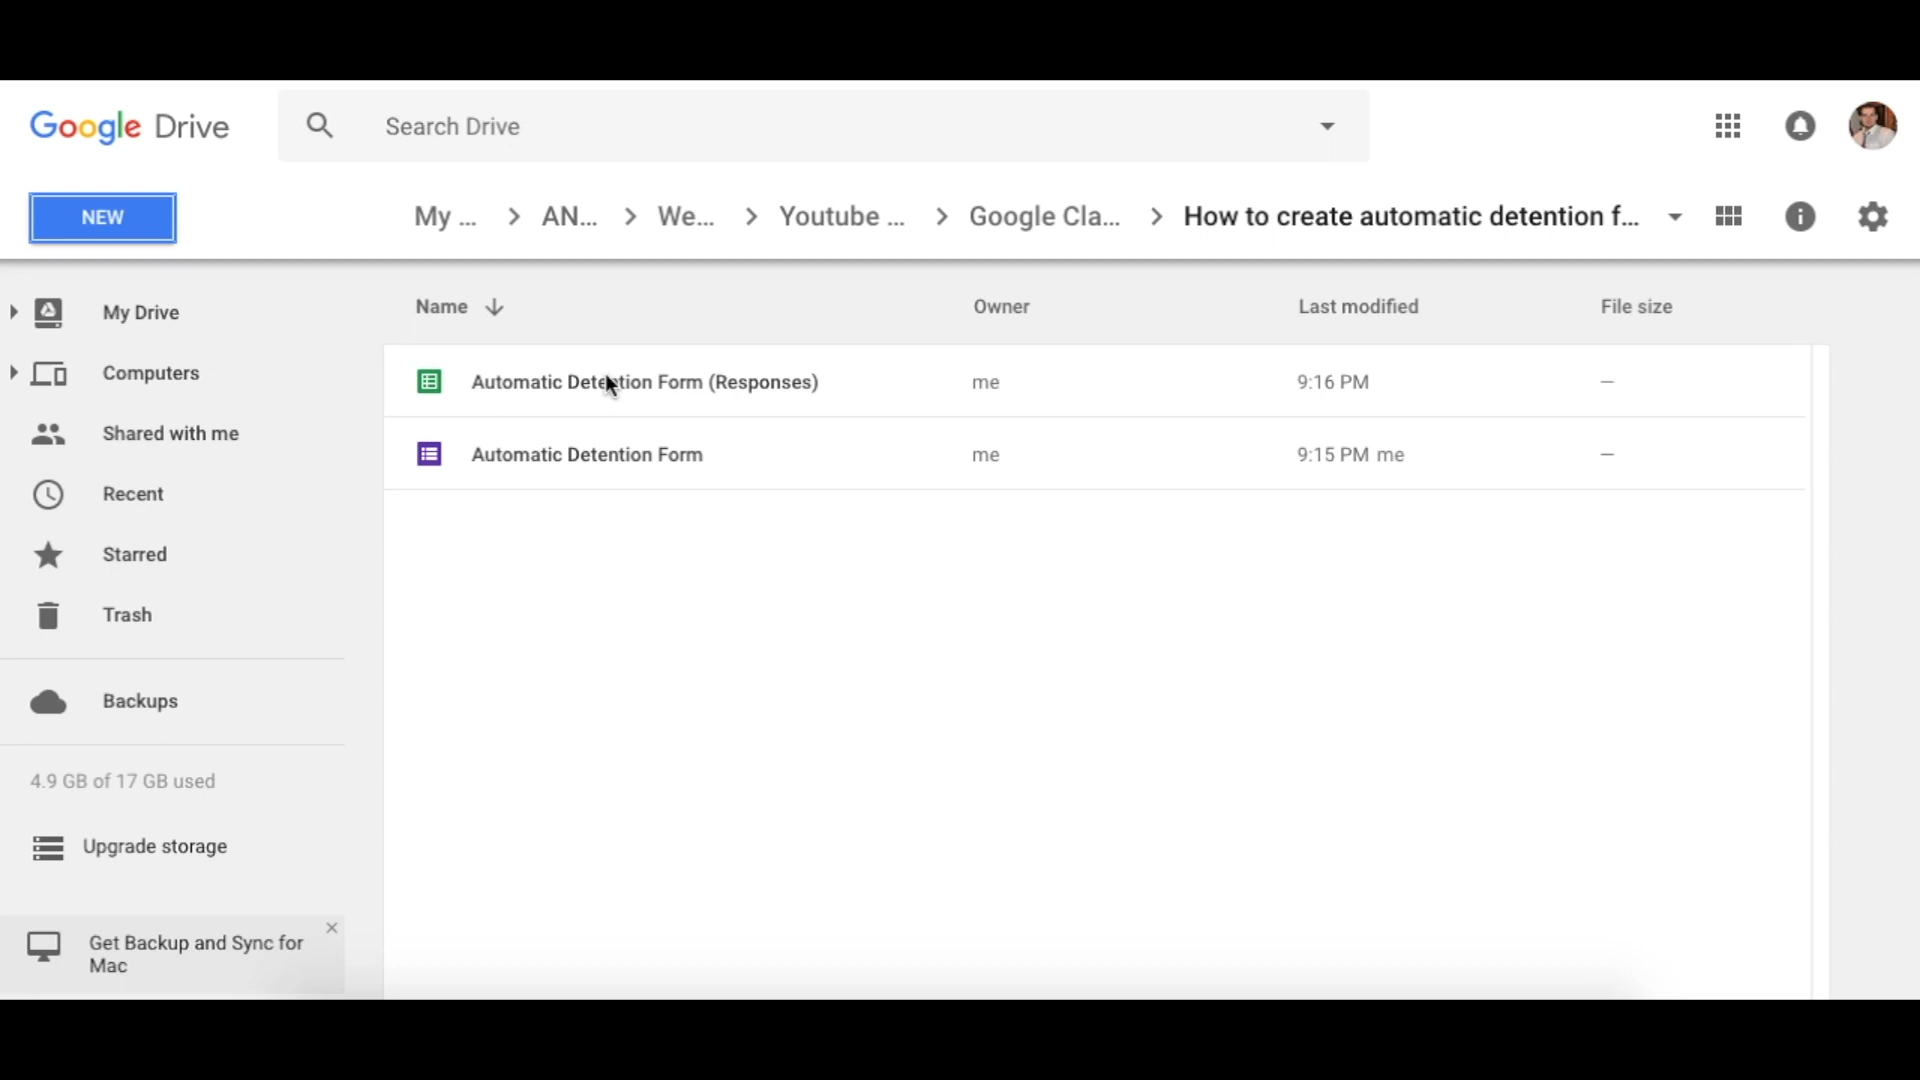 Google Drive
Search Drive
NEW
My ... > AN... > We... > Youtube ... > Google Cla... > How to create automatic detention f...
Name Owner Last modified File size
My Drive
Computers
Shared with me
Recent
Starred
Trash
Backups
4.9 GB of 17 GB used
Upgrade storage
Get Backup and Sync for
Mac
Automatic Detention Form (Responses) me 9:16 PM —
Automatic Detention Form me 9:15 PM me —